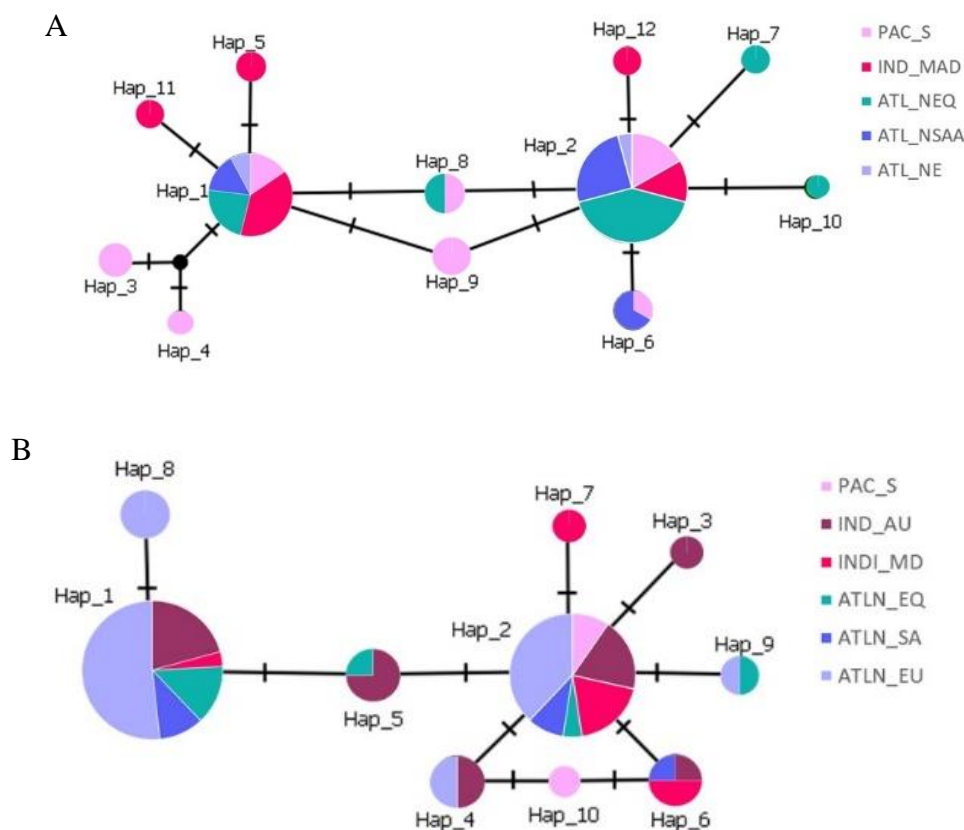 A
Hap_5
Hap_11
Hap_1
Hap_3
Hap_4
Hap_8
Hap_9
Hap_12
Hap_7
Hap_2
Hap_10
Hap_6
PAC_S
IND_MAD
ATL_NEQ
ATL_NSAA
ATL_NE
B
Hap_8
Hap_1
Hap_5
Hap_7
Hap_3
Hap_2
Hap_9
Hap_4
Hap_10
Hap_6
PAC_S
IND_AU
INDI_MD
ATLN_EQ
ATLN_SA
ATLN_EU